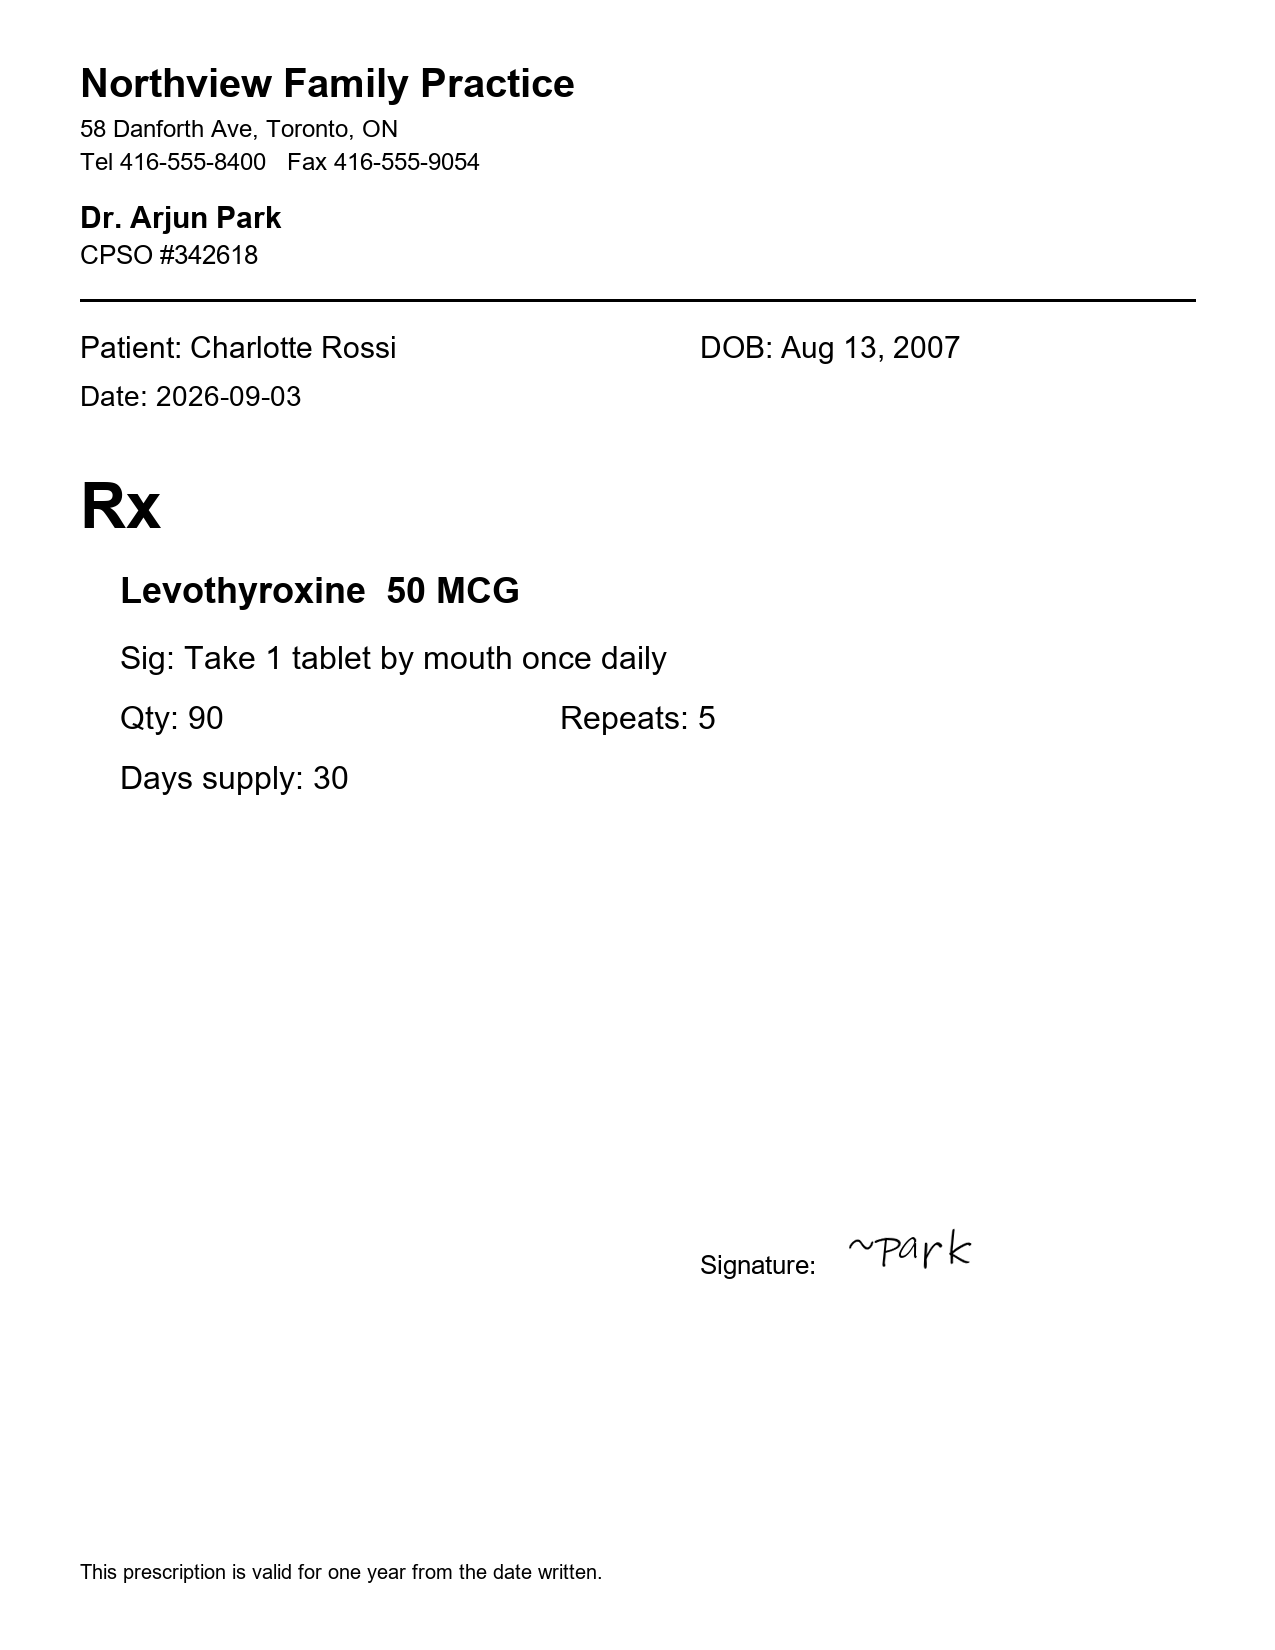 Northview Family Practice
58 Danforth Ave, Toronto, ON
Tel 416-555-8400   Fax 416-555-9054
Dr. Arjun Park
CPSO #342618
Patient: Charlotte Rossi   DOB: Aug 13, 2007
Date: 2026-09-03
Rx
Levothyroxine  50 MCG
Sig: Take 1 tablet by mouth once daily
Qty: 90   Repeats: 5
Days supply: 30
Signature: ~Park
This prescription is valid for one year from the date written.